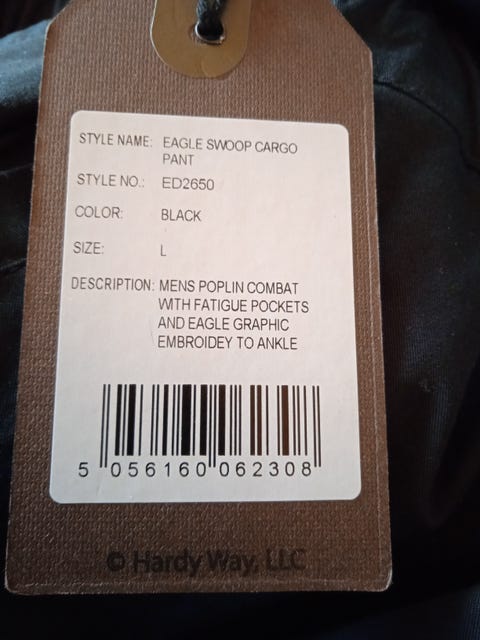 STYLE NAME: EAGLE SWOOP CARGO
PANT
STYLE NO.: ED2650
COLOR: BLACK
SIZE: L
DESCRIPTION: MENS POPLIN COMBAT
WITH FATIGUE POCKETS
AND EAGLE GRAPHIC
EMBROIDEY TO ANKLE
5 056160 062308
© Hardy Way, LLC